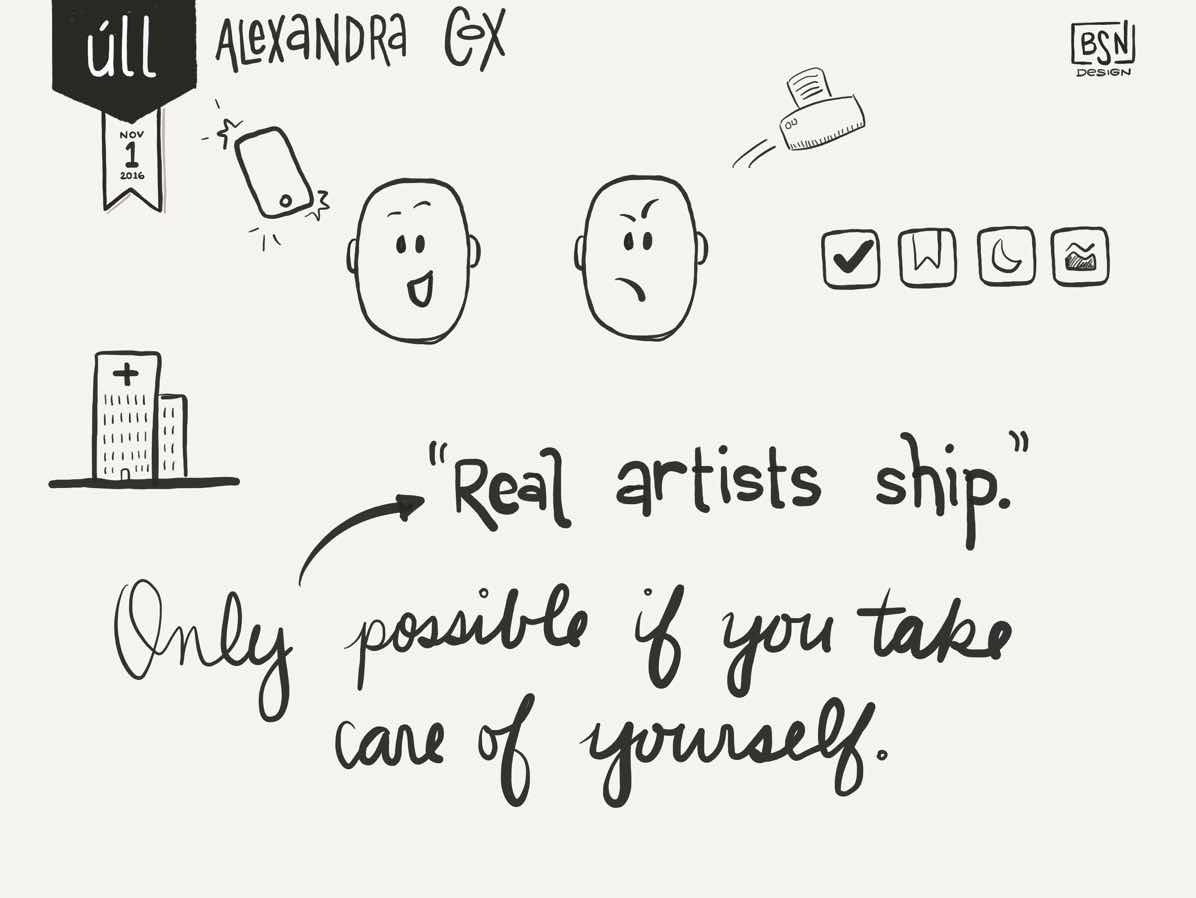 úll
ALEXANDRA COX
BSN
DESIGN
NOV
1
2016
"Real artists ship."
Only possible if you take
care of yourself.